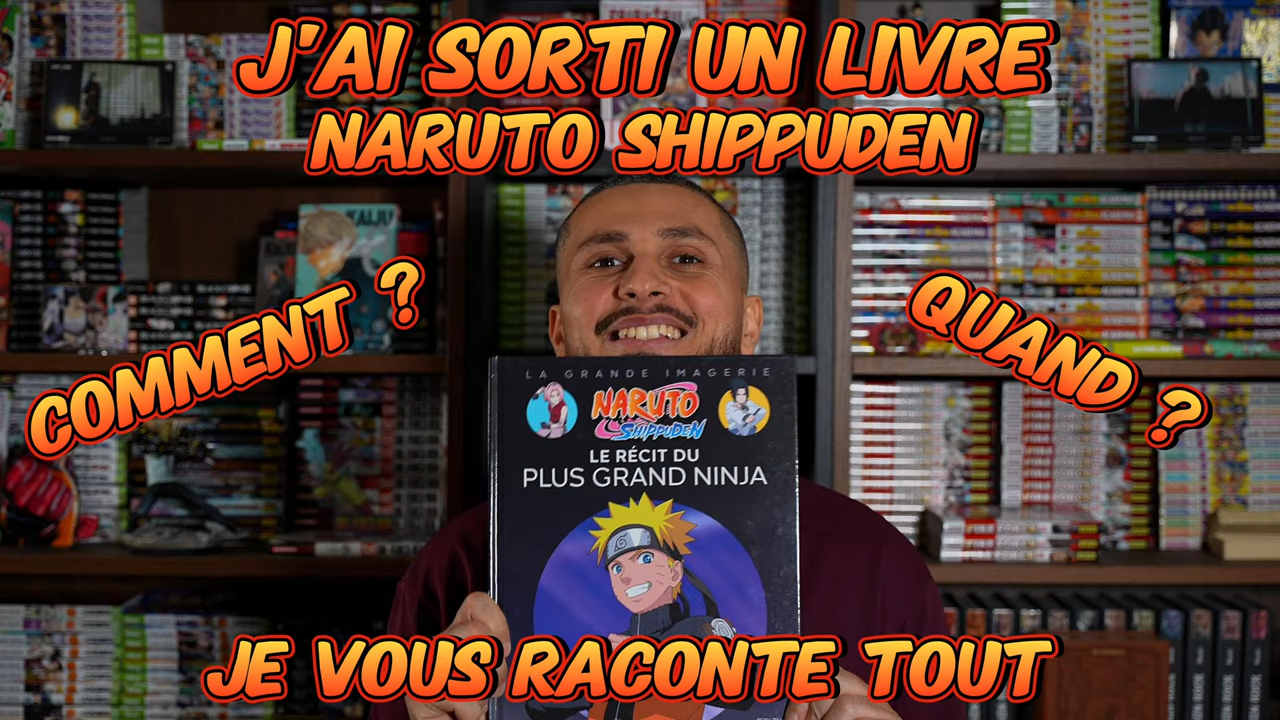 J'AI SORTI UN LIVRE
NARUTO SHIPPUDEN
KAIJU
COMMENT ?
QUAND ?
LA GRANDE IMAGERIE
NARUTO
SHIPPUDEN
LE RÉCIT DU
PLUS GRAND NINJA
JE VOUS RACONTE TOUT